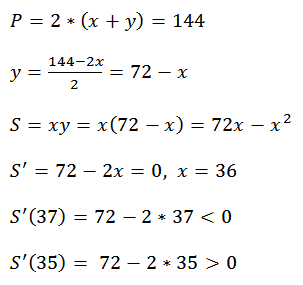 P = 2 * (x + y) = 144
y = \frac{144−2x}{2} = 72 − x
S = xy = x(72 − x) = 72x − x²
S′ = 72 − 2x = 0, x = 36
S′(37) = 72 − 2 * 37 < 0
S′(35) = 72 − 2 * 35 > 0